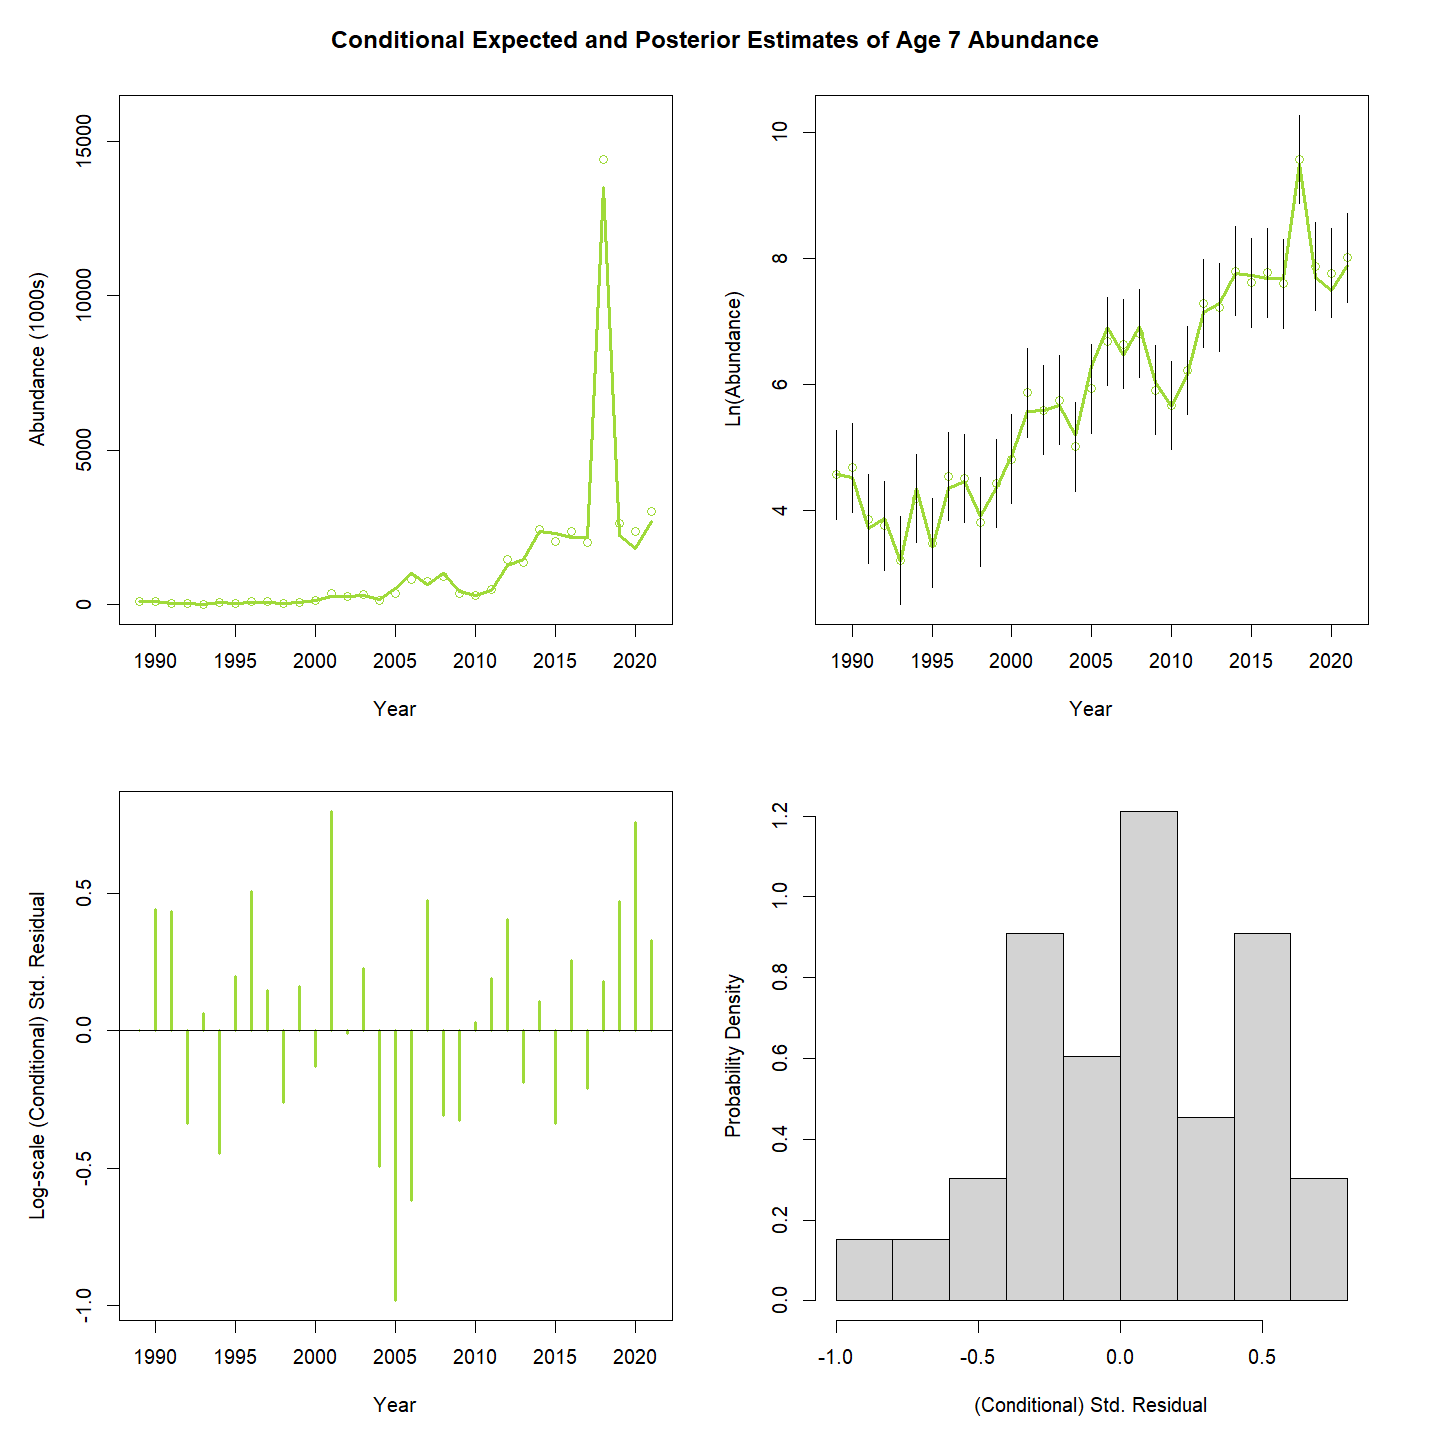 Conditional Expected and Posterior Estimates of Age 7 Abundance
Abundance (1000s)
15000
10000
5000
0
1990 1995 2000 2005 2010 2015 2020
Year
Ln(Abundance)
10
8
6
4
1990 1995 2000 2005 2010 2015 2020
Year
Log-scale (Conditional) Std. Residual
0.5
0.0
-0.5
-1.0
1990 1995 2000 2005 2010 2015 2020
Year
Probability Density
1.2
1.0
0.8
0.6
0.4
0.2
0.0
-1.0 -0.5 0.0 0.5
(Conditional) Std. Residual